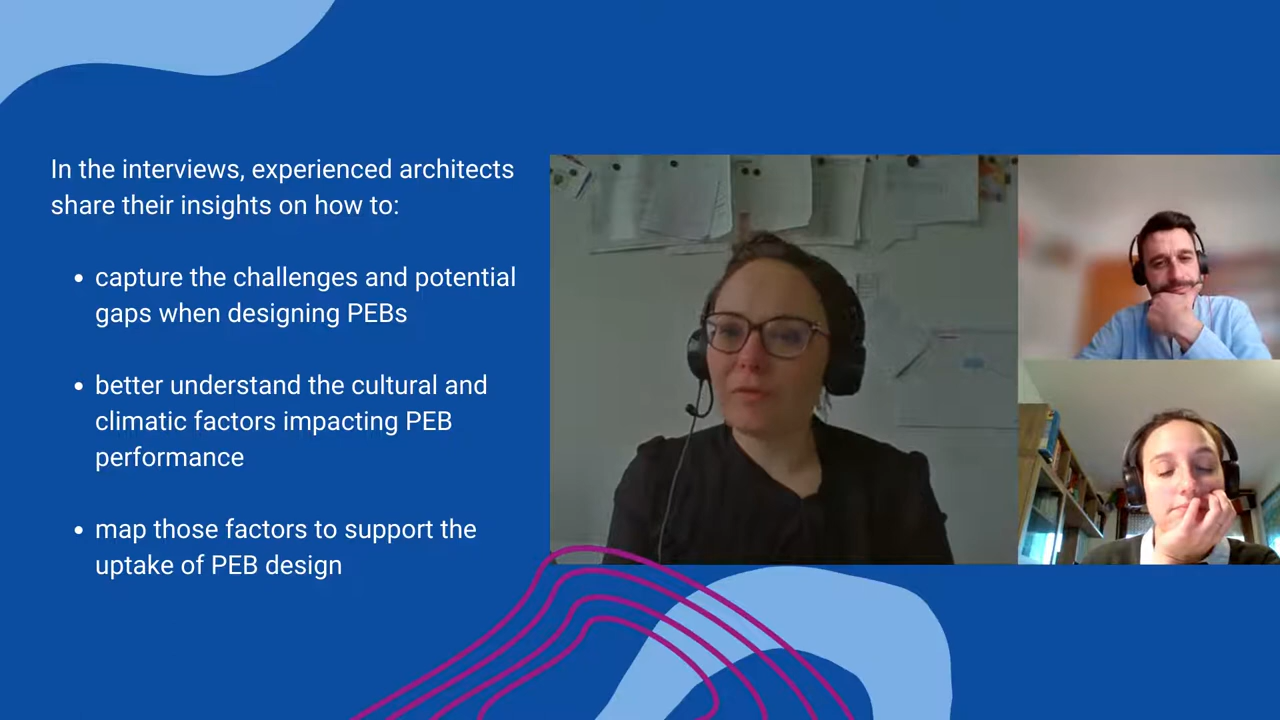 In the interviews, experienced architects
share their insights on how to:
capture the challenges and potential
gaps when designing PEBs
better understand the cultural and
climatic factors impacting PEB
performance
map those factors to support the
uptake of PEB design